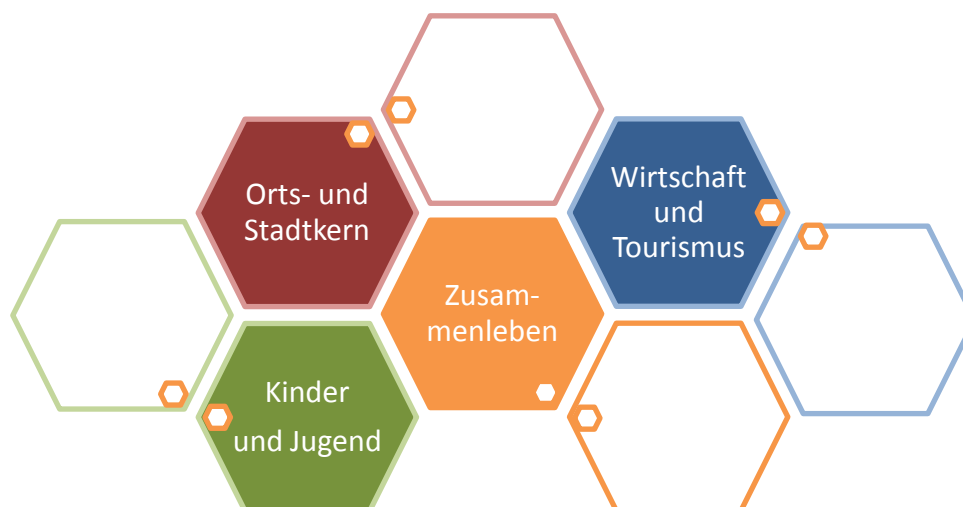 Orts- und
Stadtkern
Wirtschaft
und
Tourismus
Zusam-
menleben
Kinder
und Jugend